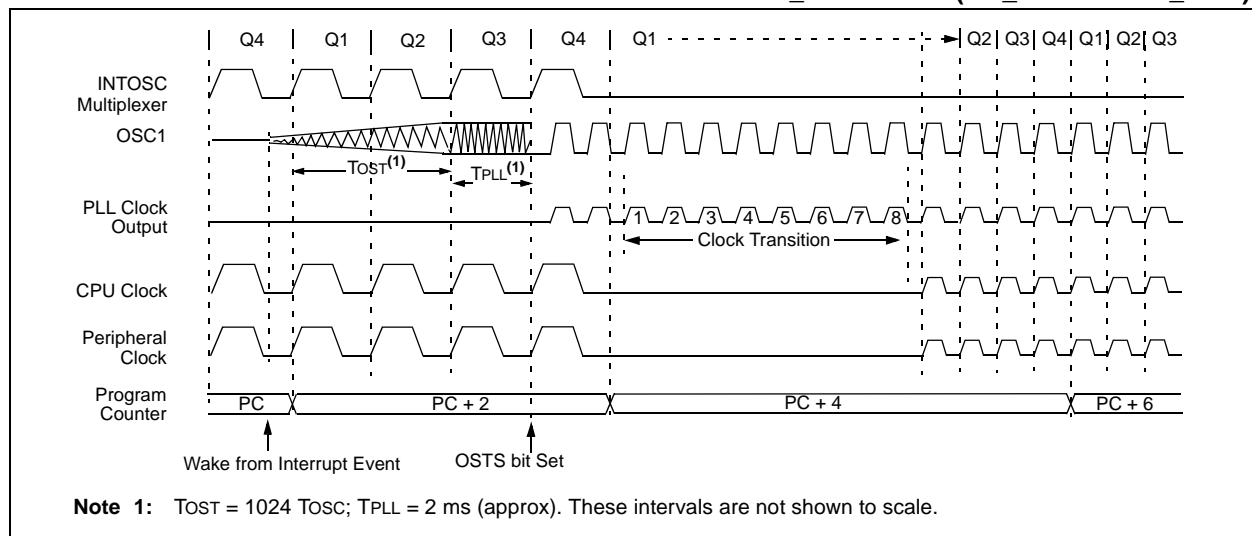 Q4 Q1 Q2 Q3 Q4 Q1 Q2 Q3 Q4 Q1 Q2 Q3
INTOSC
Multiplexer
OSC1
TOST(1)
TPLL(1)
PLL Clock
Output
1 2 3 4 5 6 7 8
Clock Transition
CPU Clock
Peripheral
Clock
Program
Counter
PC PC + 2 PC + 4 PC + 6
Wake from Interrupt Event OSTS bit Set
Note 1: TOST = 1024 TOSC; TPLL = 2 ms (approx). These intervals are not shown to scale.